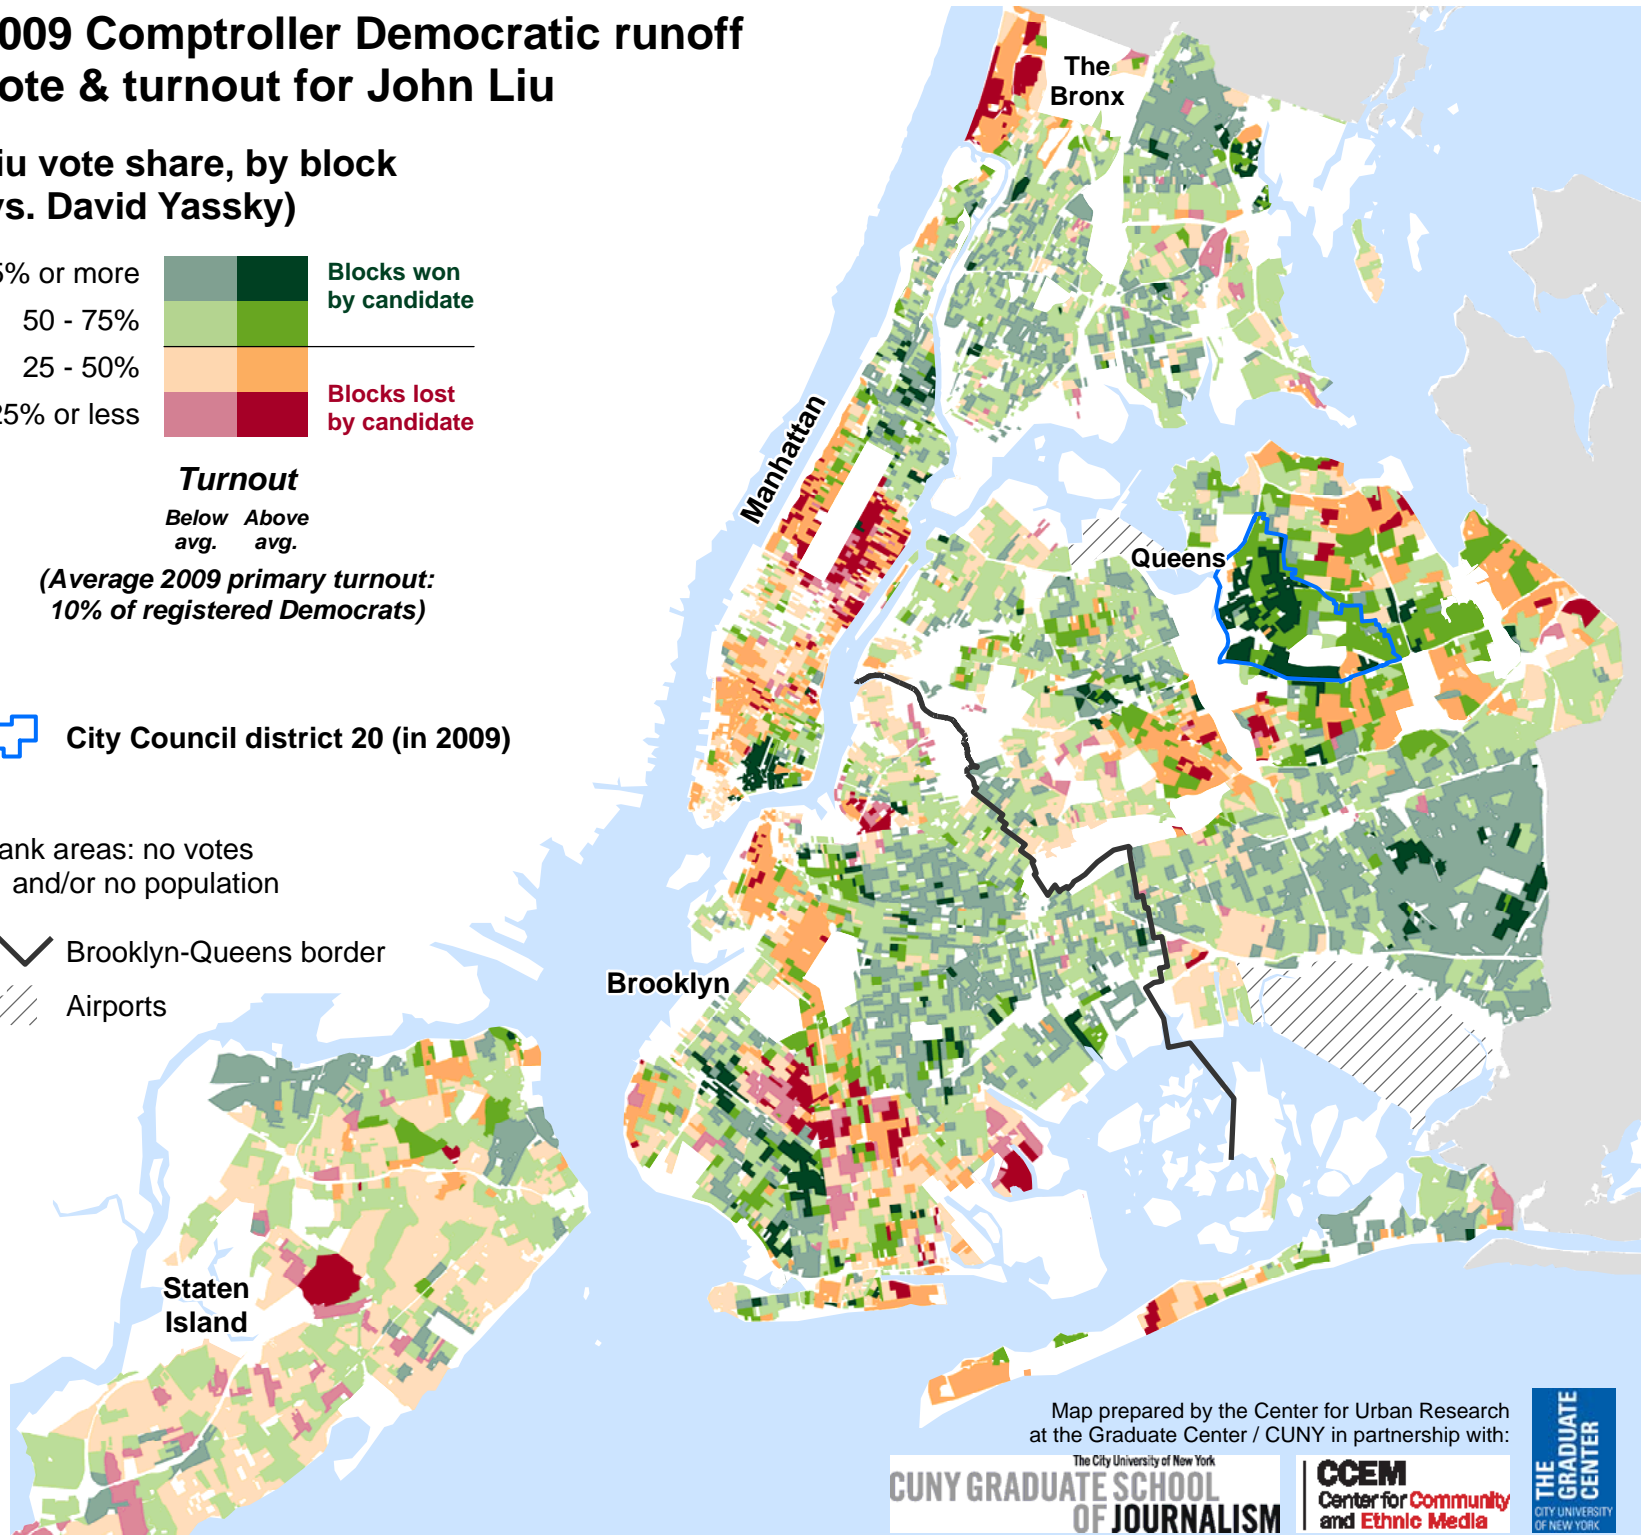 009 Comptroller Democratic runoff
ote & turnout for John Liu
iu vote share, by block
vs. David Yassky)
5% or more
50 - 75%
25 - 50%
25% or less
Blocks won
by candidate
Blocks lost
by candidate
Turnout
Below
avg.
Above
avg.
(Average 2009 primary turnout:
10% of registered Democrats)
City Council district 20 (in 2009)
ank areas: no votes
and/or no population
Brooklyn-Queens border
Airports
The
Bronx
Manhattan
Queens
Brooklyn
Staten
Island
Map prepared by the Center for Urban Research
at the Graduate Center / CUNY in partnership with:
The City University of New York
CUNY GRADUATE SCHOOL
OF JOURNALISM
CCEM
Center for Community
and Ethnic Media
THE
GRADUATE
CENTER
CITY UNIVERSITY
OF NEW YORK